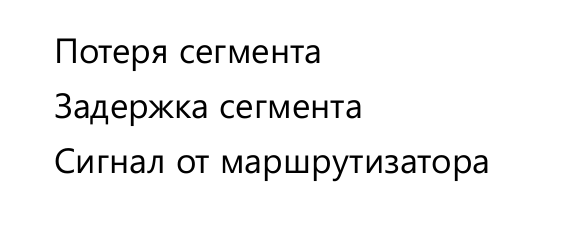 Потеря сегмента
Задержка сегмента
Сигнал от маршрутизатора